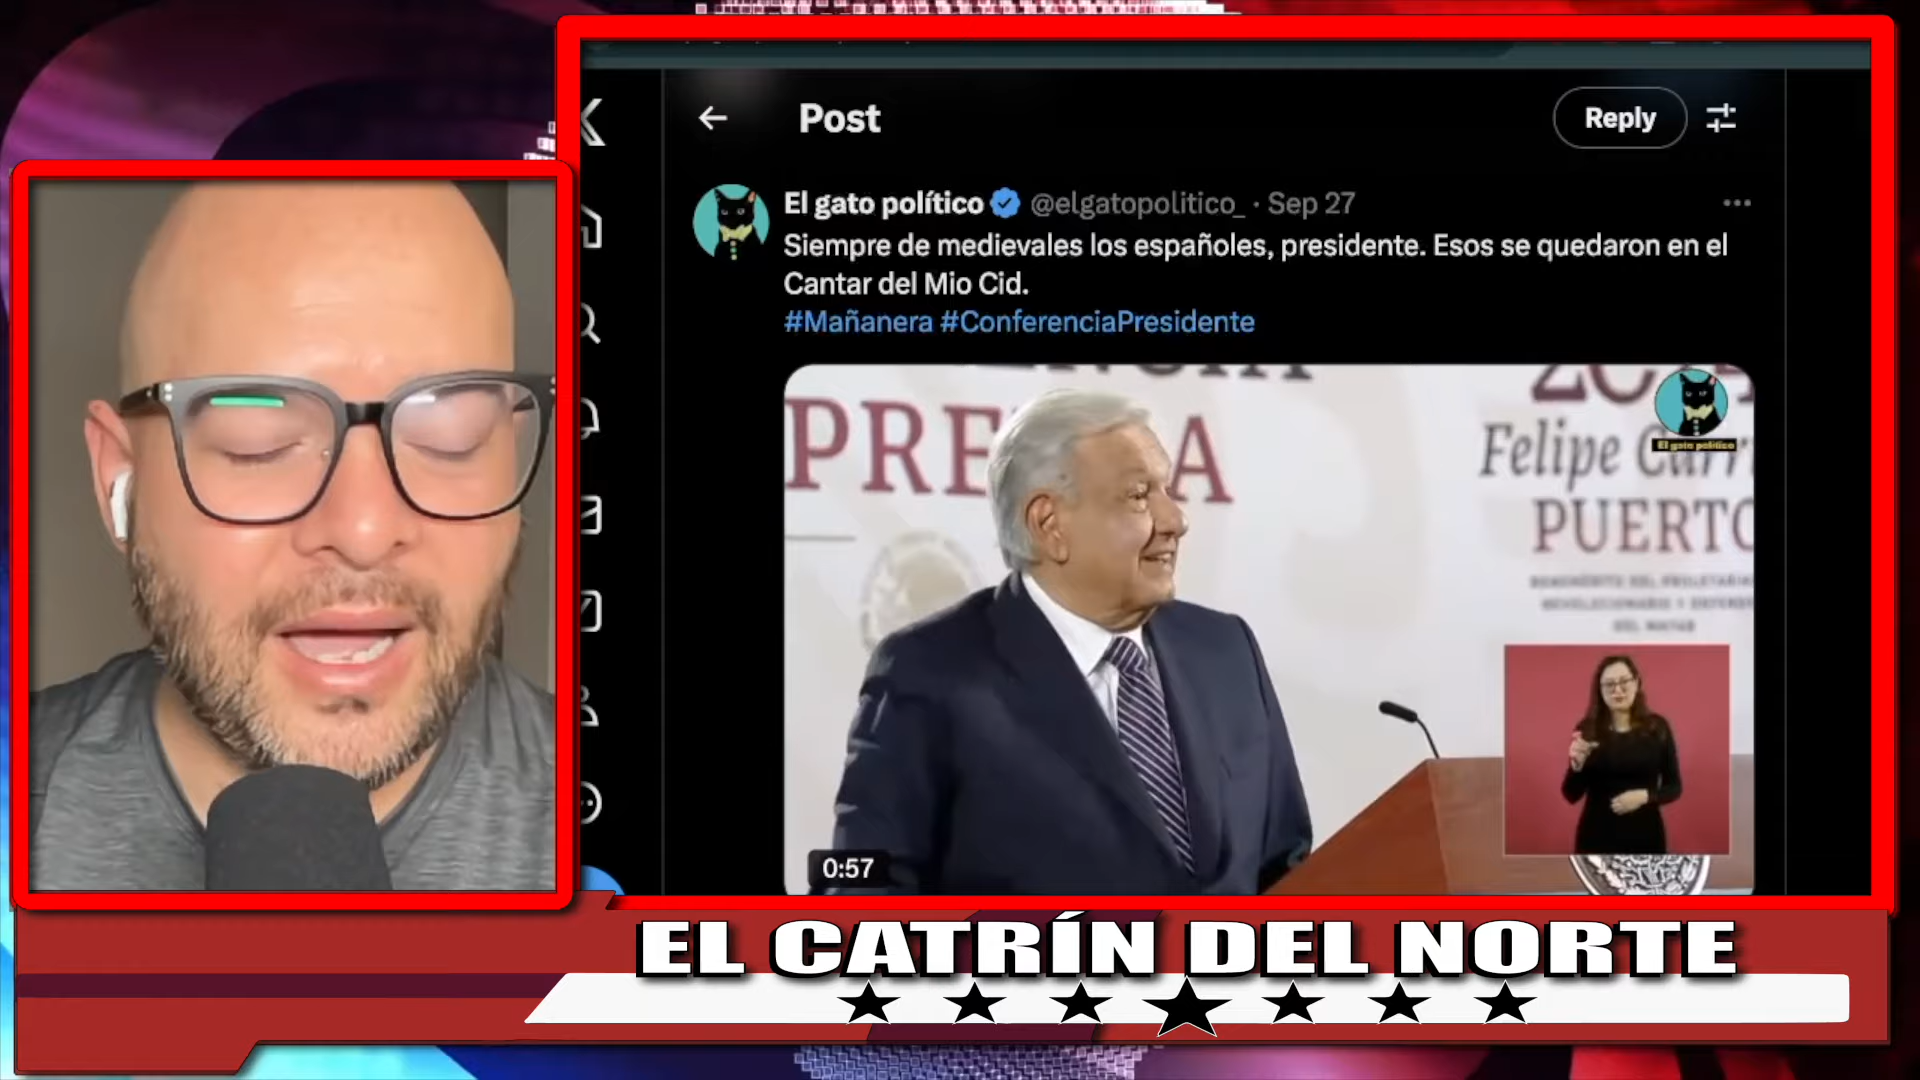 Post
Reply
El gato político @elgatopolitico_ · Sep 27
Siempre de medievales los españoles, presidente. Esos se quedaron en el
Cantar del Mio Cid.
#Mañanera #ConferenciaPresidente
PRE A
El gato político
Felipe Carr
PUERTO
0:57
EL CATRÍN DEL NORTE